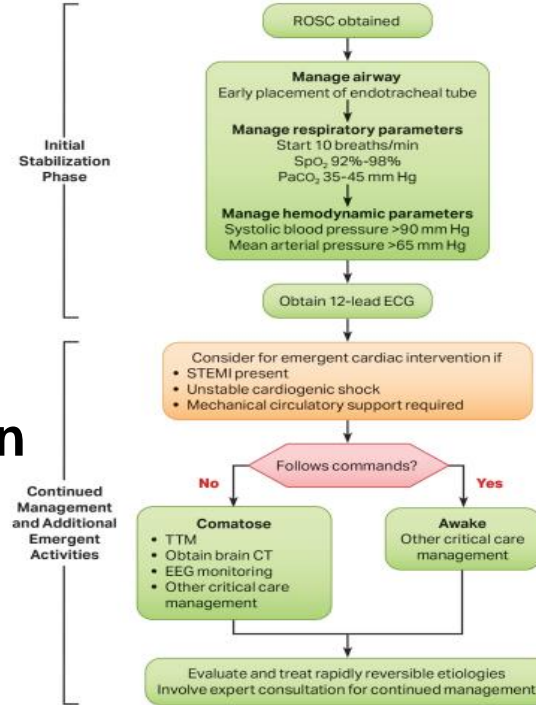 ROSC obtained
Manage airway
Early placement of endotracheal tube
Manage respiratory parameters
Start 10 breaths/min
SpO₂ 92%-98%
PaCO₂ 35-45 mm Hg
Manage hemodynamic parameters
Systolic blood pressure >90 mm Hg
Mean arterial pressure >65 mm Hg
Initial
Stabilization
Phase
Obtain 12-lead ECG
Consider for emergent cardiac intervention if
• STEMI present
• Unstable cardiogenic shock
• Mechanical circulatory support required
n
Follows commands?
No
Yes
Continued
Management
and Additional
Emergent
Activities
Comatose
• TTM
• Obtain brain CT
• EEG monitoring
• Other critical care
management
Awake
Other critical care
management
Evaluate and treat rapidly reversible etiologies
Involve expert consultation for continued management